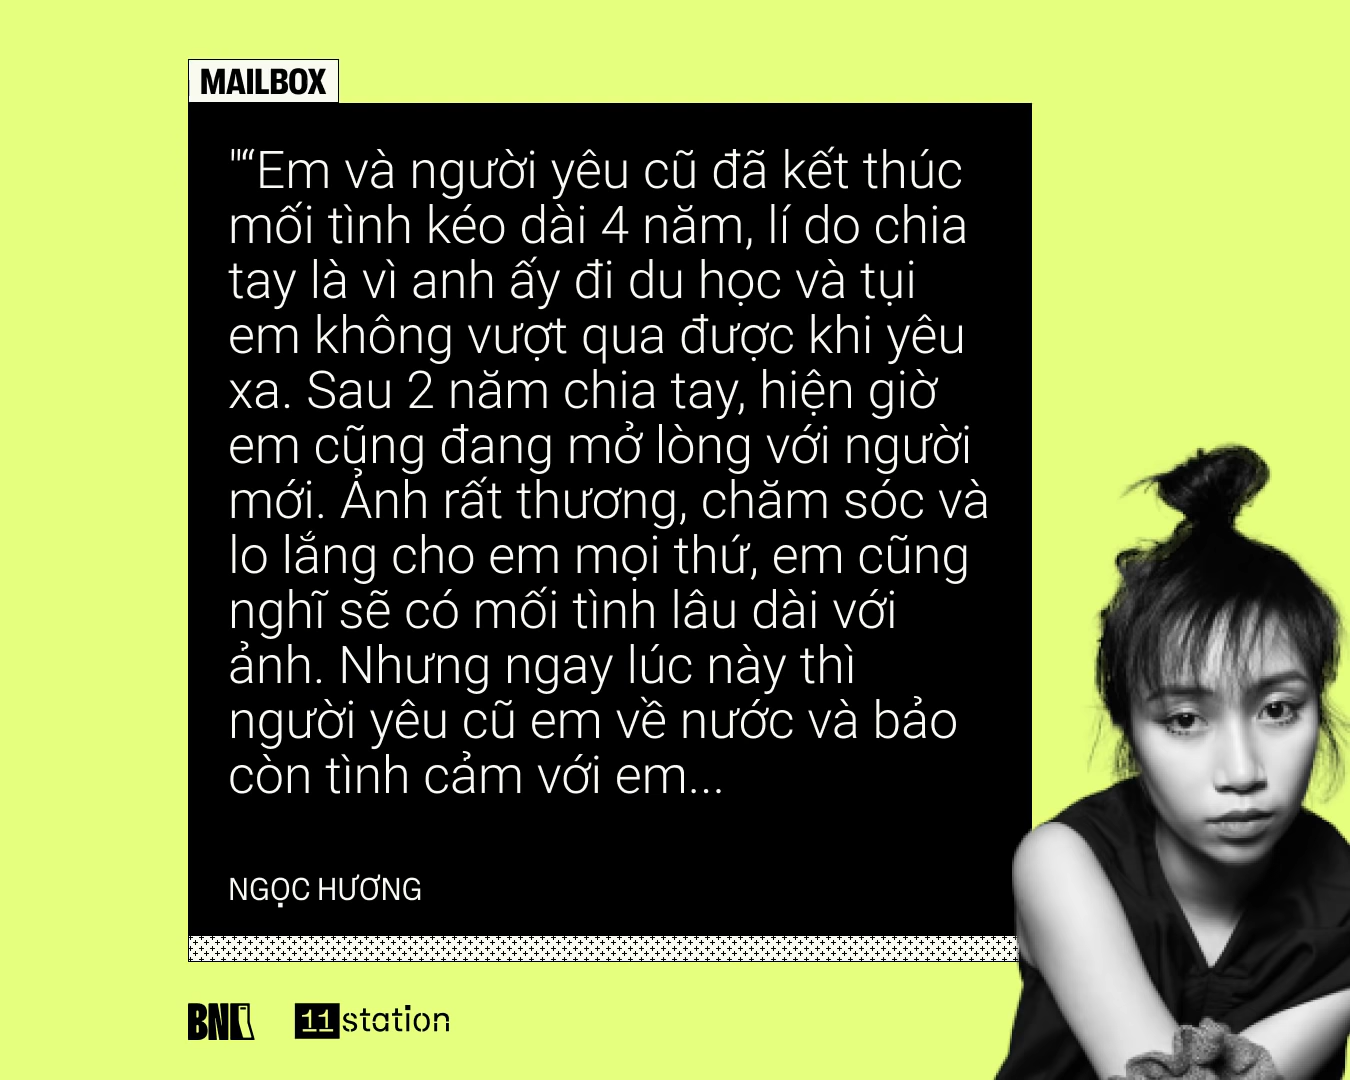 MAILBOX
"“Em và người yêu cũ đã kết thúc
mối tình kéo dài 4 năm, lí do chia
tay là vì anh ấy đi du học và tụi
em không vượt qua được khi yêu
xa. Sau 2 năm chia tay, hiện giờ
em cũng đang mở lòng với người
mới. Ảnh rất thương, chăm sóc và
lo lắng cho em mọi thứ, em cũng
nghĩ sẽ có mối tình lâu dài với
ảnh. Nhưng ngay lúc này thì
người yêu cũ em về nước và bảo
còn tình cảm với em...
NGỌC HƯƠNG
BNL 11station